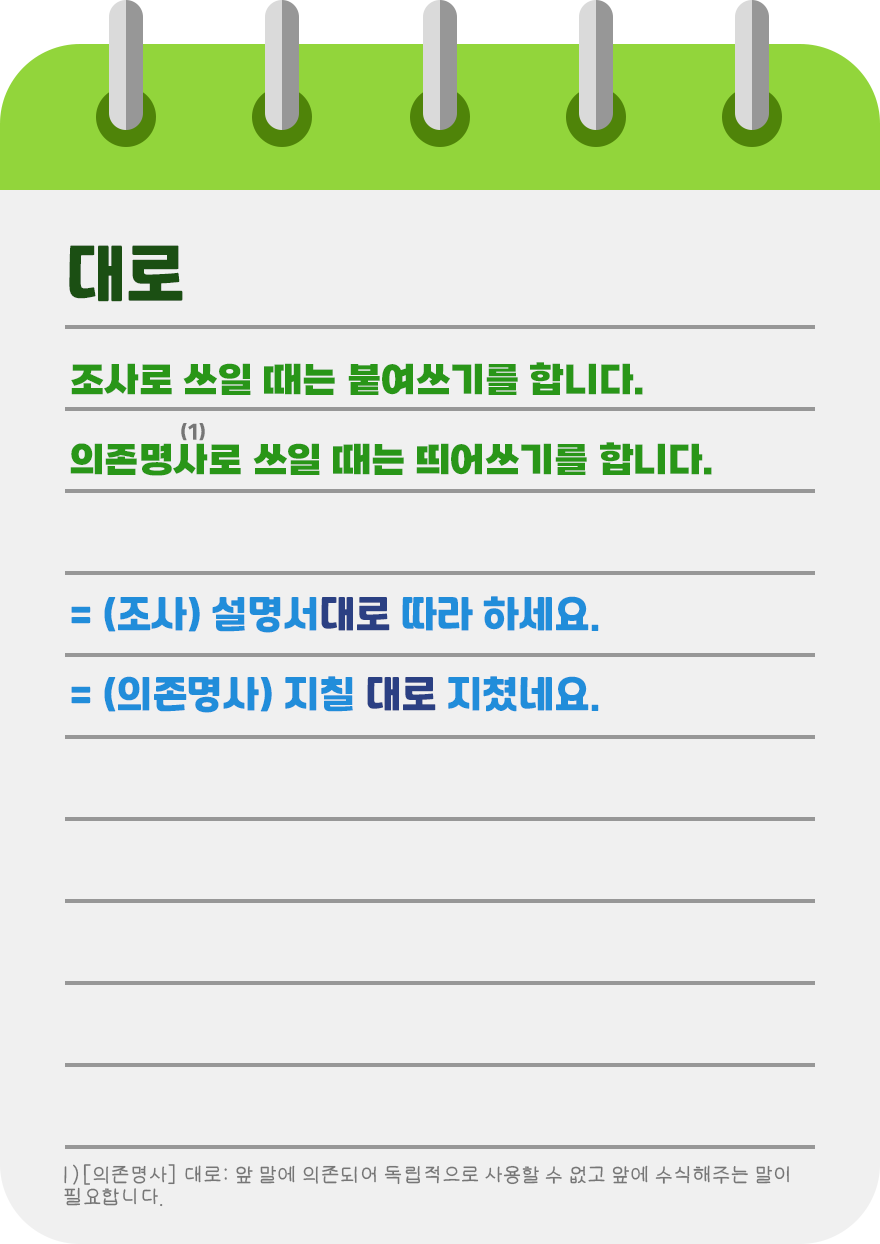 대로
조사로 쓰일 때는 붙여쓰기를 합니다.
(1)
의존명사로 쓰일 때는 띄어쓰기를 합니다.
= (조사) 설명서대로 따라 하세요.
= (의존명사) 지칠 대로 지쳤네요.
1)[의존명사] 대로: 앞 말에 의존되어 독립적으로 사용할 수 없고 앞에 수식해주는 말이
필요합니다.